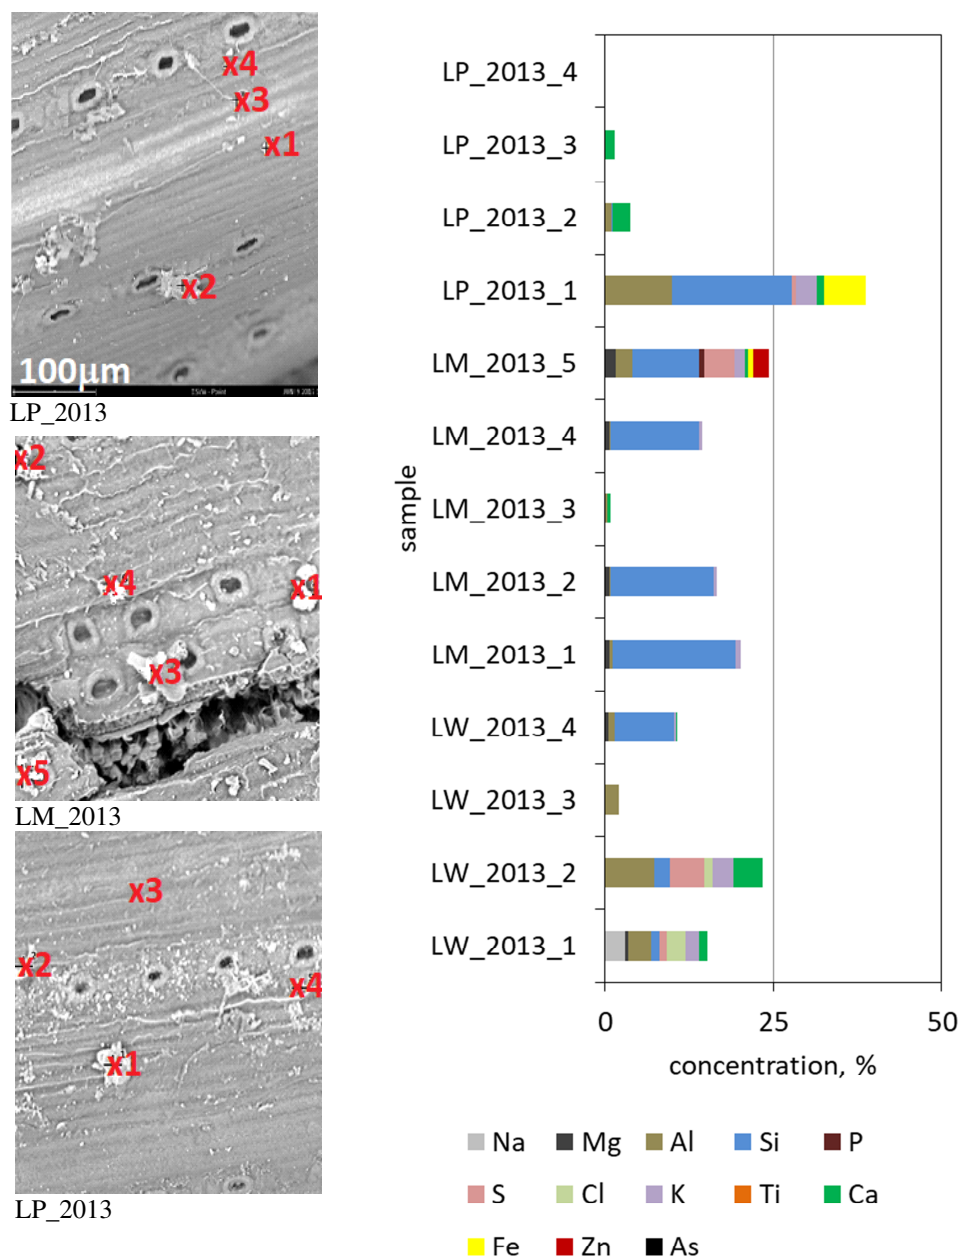 x4
x3
x1
x2
100µm
LP_2013
x2
x4
x1
x3
x5
LM_2013
x3
x2
x4
x1
LP_2013
sample
LP_2013_4
LP_2013_3
LP_2013_2
LP_2013_1
LM_2013_5
LM_2013_4
LM_2013_3
LM_2013_2
LM_2013_1
LW_2013_4
LW_2013_3
LW_2013_2
LW_2013_1
0 25 50
concentration, %
Na Mg Al Si P
S Cl K Ti Ca
Fe Zn As